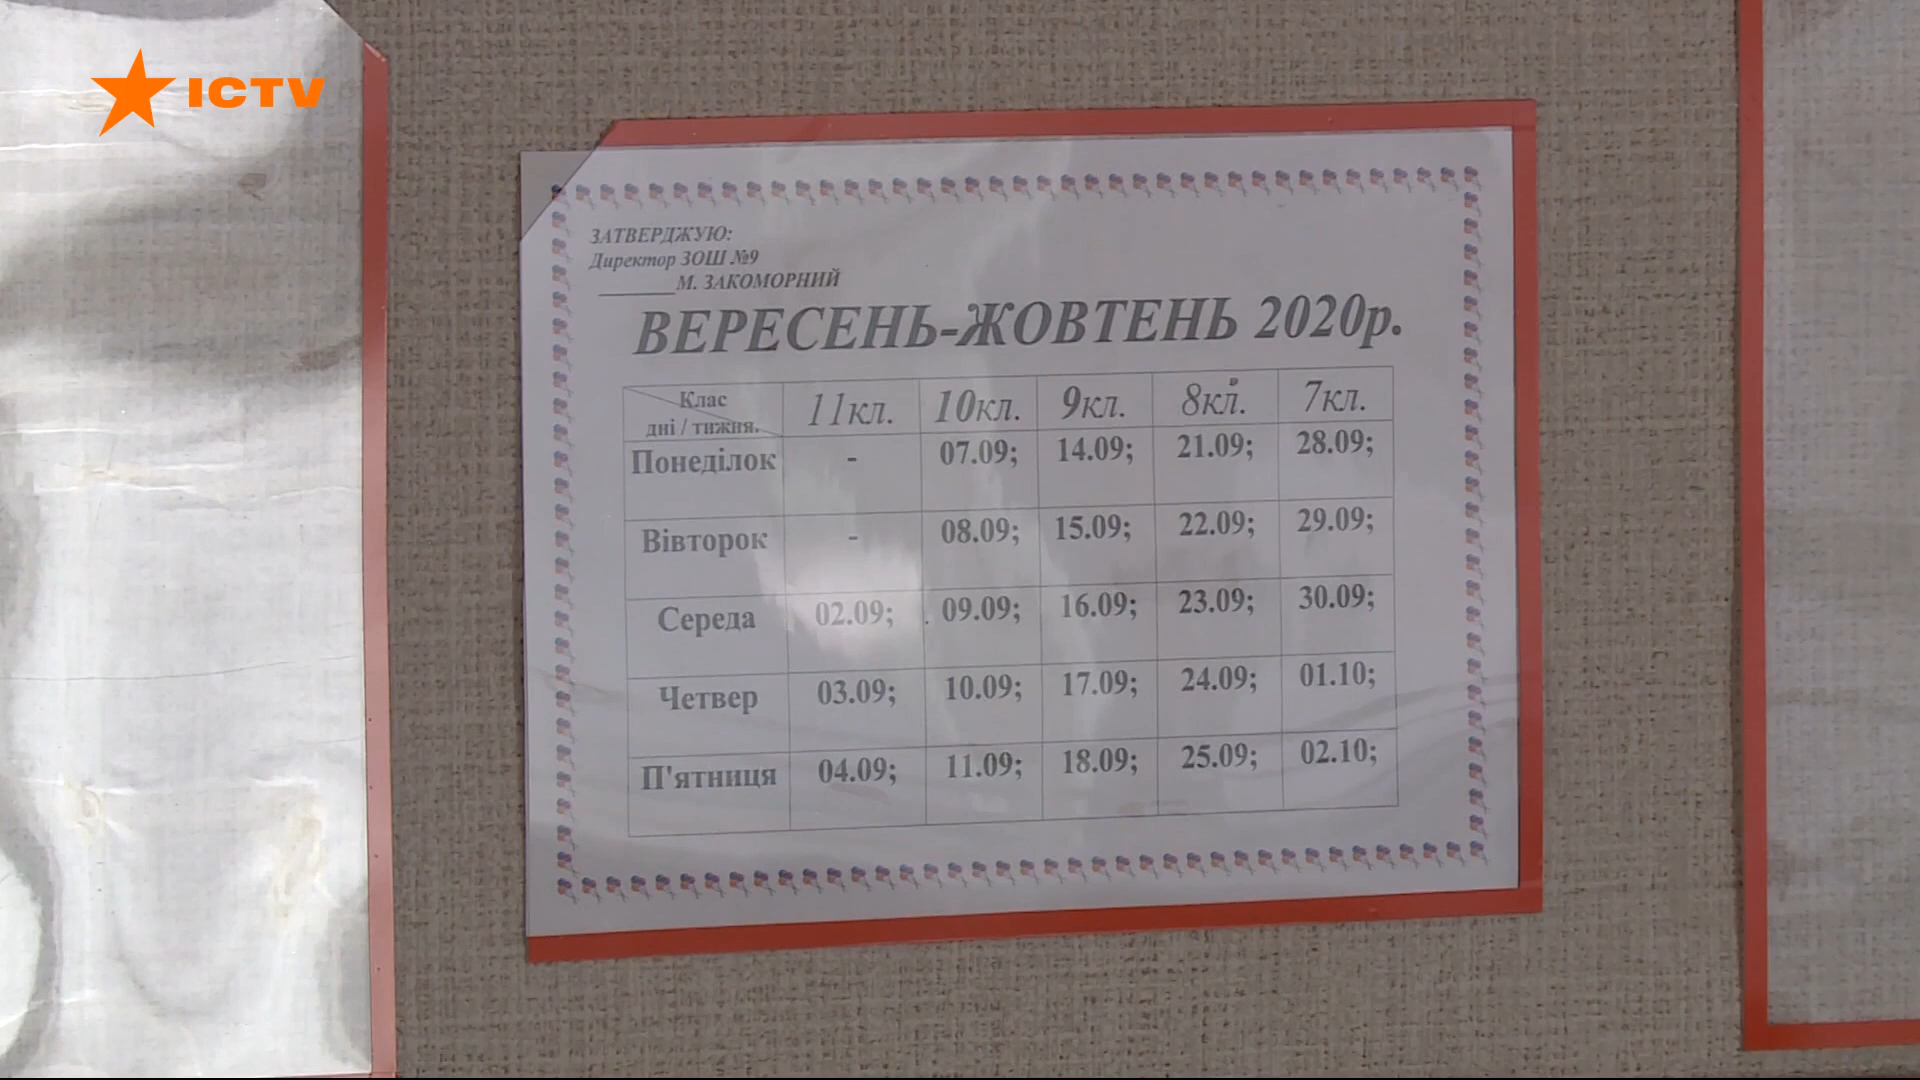 ICTV
ЗАТВЕРДЖУЮ:
Директор ЗОШ №9
________М. ЗАКОМОРНИЙ
ВЕРЕСЕНЬ-ЖОВТЕНЬ 2020р.
Клас
дні / тижня. 11кл. 10кл. 9кл. 8кл. 7кл.
Понеділок - 07.09; 14.09; 21.09; 28.09;
Вівторок - 08.09; 15.09; 22.09; 29.09;
Середа 02.09; 09.09; 16.09; 23.09; 30.09;
Четвер 03.09; 10.09; 17.09; 24.09; 01.10;
П'ятниця 04.09; 11.09; 18.09; 25.09; 02.10;